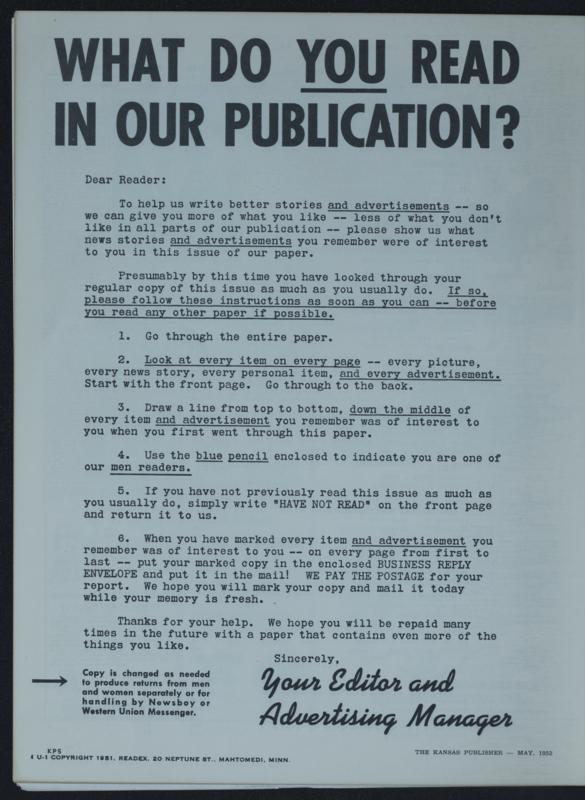 WHAT DO YOU READ
IN OUR PUBLICATION?
Dear Reader:
To help us write better stories and advertisements -- so
we can give you more of what you like -- less of what you don't
like in all parts of our publication -- please show us what
news stories and advertisements you remember were of interest
to you in this issue of our paper.
Presumably by this time you have looked through your
regular copy of this issue as much as you usually do. If so,
please follow these instructions as soon as you can -- before
you read any other paper if possible.
1. Go through the entire paper.
2. Look at every item on every page -- every picture,
every news story, every personal item, and every advertisement.
Start with the front page. Go through to the back.
3. Draw a line from top to bottom, down the middle of
every item and advertisement you remember was of interest to
you when you first went through this paper.
4. Use the blue pencil enclosed to indicate you are one of
our men readers.
5. If you have not previously read this issue as much as
you usually do, simply write "HAVE NOT READ" on the front page
and return it to us.
6. When you have marked every item and advertisement you
remember was of interest to you -- on every page from first to
last -- put your marked copy in the enclosed BUSINESS REPLY
ENVELOPE and put it in the mail! WE PAY THE POSTAGE for your
report. We hope you will mark your copy and mail it today
while your memory is fresh.
Thanks for your help. We hope you will be repaid many
times in the future with a paper that contains even more of the
things you like.
Sincerely,
Your Editor and
Advertising Manager
Copy is changed as needed
to produce returns from men
and women separately or for
handling by Newsboy or
Western Union Messenger.
KPS
4 U-1 COPYRIGHT 1951, READEX, 20 NEPTUNE ST., MAHTOMEDI, MINN.
THE KANSAS PUBLISHER — MAY, 1952